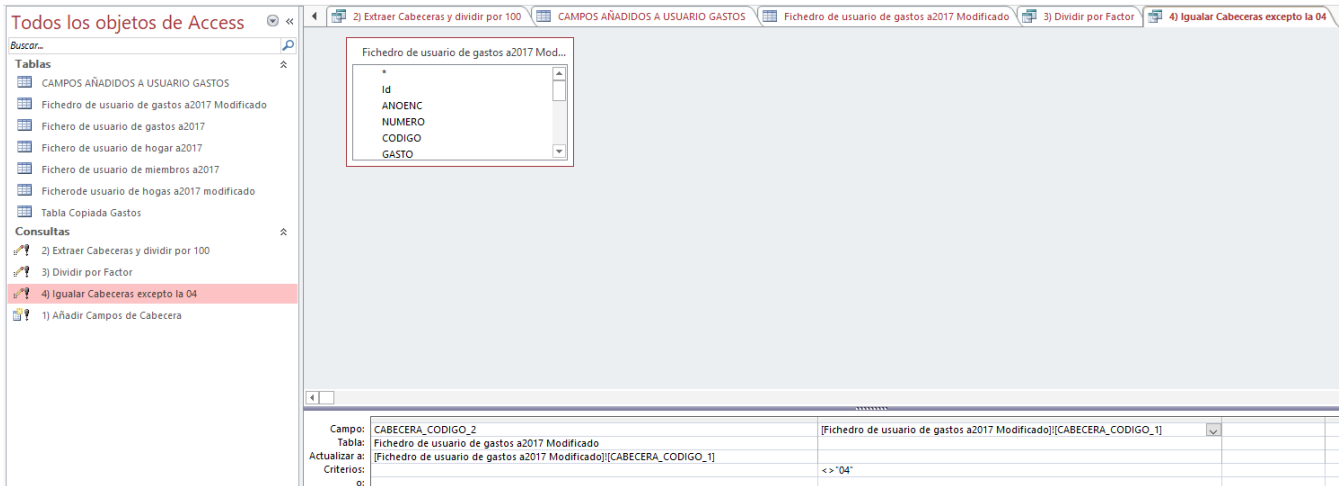 Todos los objetos de Access
Buscar...
Tablas
CAMPOS AÑADIDOS A USUARIO GASTOS
Fichedro de usuario de gastos a2017 Modificado
Fichero de usuario de gastos a2017
Fichero de usuario de hogar a2017
Fichero de usuario de miembros a2017
Ficherode usuario de hogas a2017 modificado
Tabla Copiada Gastos
Consultas
2) Extraer Cabeceras y dividir por 100
3) Dividir por Factor
4) Igualar Cabeceras excepto la 04
1) Añadir Campos de Cabecera
2) Extraer Cabeceras y dividir por 100 CAMPOS AÑADIDOS A USUARIO GASTOS Fichedro de usuario de gastos a2017 Modificado 3) Dividir por Factor 4) Igualar Cabeceras excepto la 04
Fichedro de usuario de gastos a2017 Mod...
*
Id
ANOENC
NUMERO
CODIGO
GASTO
Campo: CABECERA_CODIGO_2 [Fichedro de usuario de gastos a2017 Modificado]![CABECERA_CODIGO_1]
Tabla: Fichedro de usuario de gastos a2017 Modificado
Actualizar a: [Fichedro de usuario de gastos a2017 Modificado]![CABECERA_CODIGO_1]
Criterios: <>"04"
o: